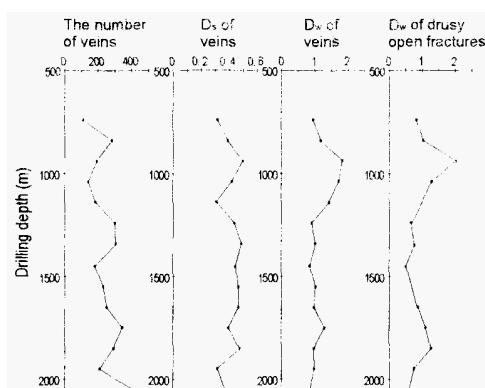 The number
of veins
Ds of
veins
Dw of
veins
Dw of drusy
open fractures
0 200 400
0 0.2 0.4 0.6
0 1 2
0 1 2
500 500 500 500
1000 1000 1000 1000
1500 1500 1500 1500
2000 2000 2000 2000
Drilling depth (m)